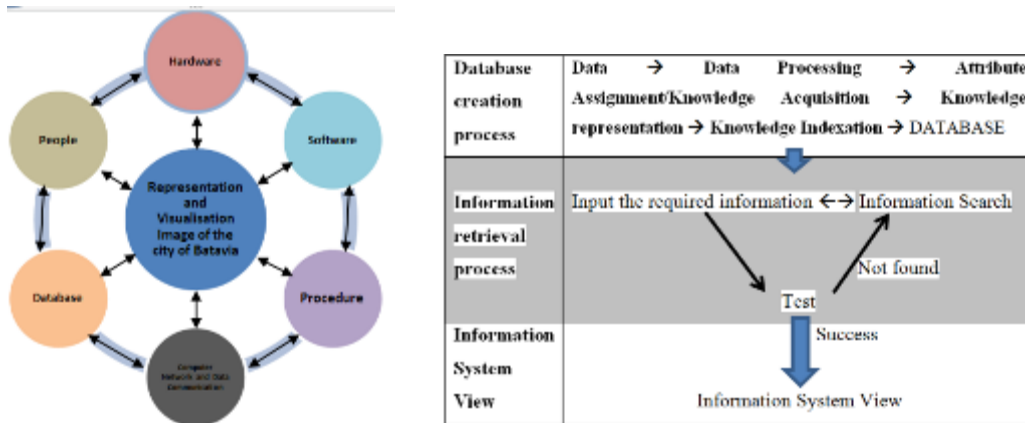 Hardware
People
Software
Representation
and
Visualisation
Image of the
city of Batavia
Database
Procedure
Computer
Network and Data
Communication
Database
creation
process
Data → Data Processing → Attribute
Assignment/Knowledge Acquisition → Knowledge
representation → Knowledge Indexation → DATABASE
Information
retrieval
process
Input the required information ↔ Information Search
Not found
Test
Information
System
View
Success
Information System View